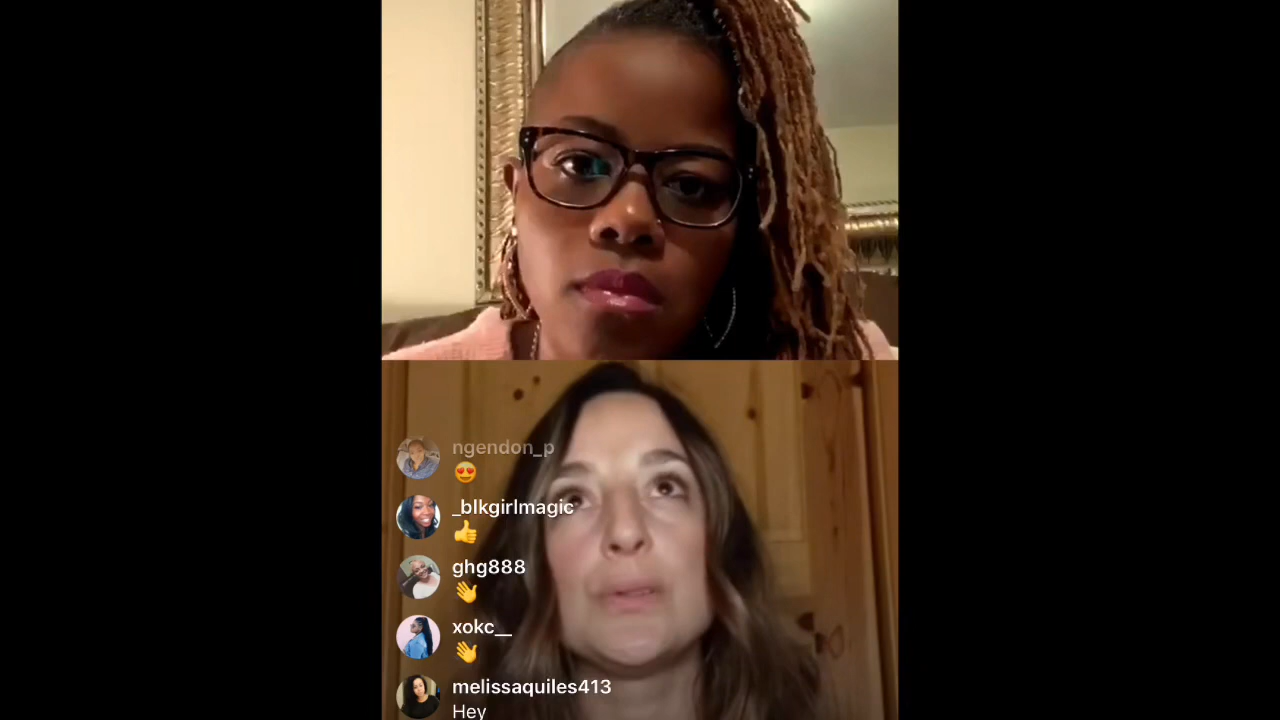 ngendon_p
😍
_blkgirlmagic
👍
ghg888
👋
xokc__
👋
melissaquiles413
Hey